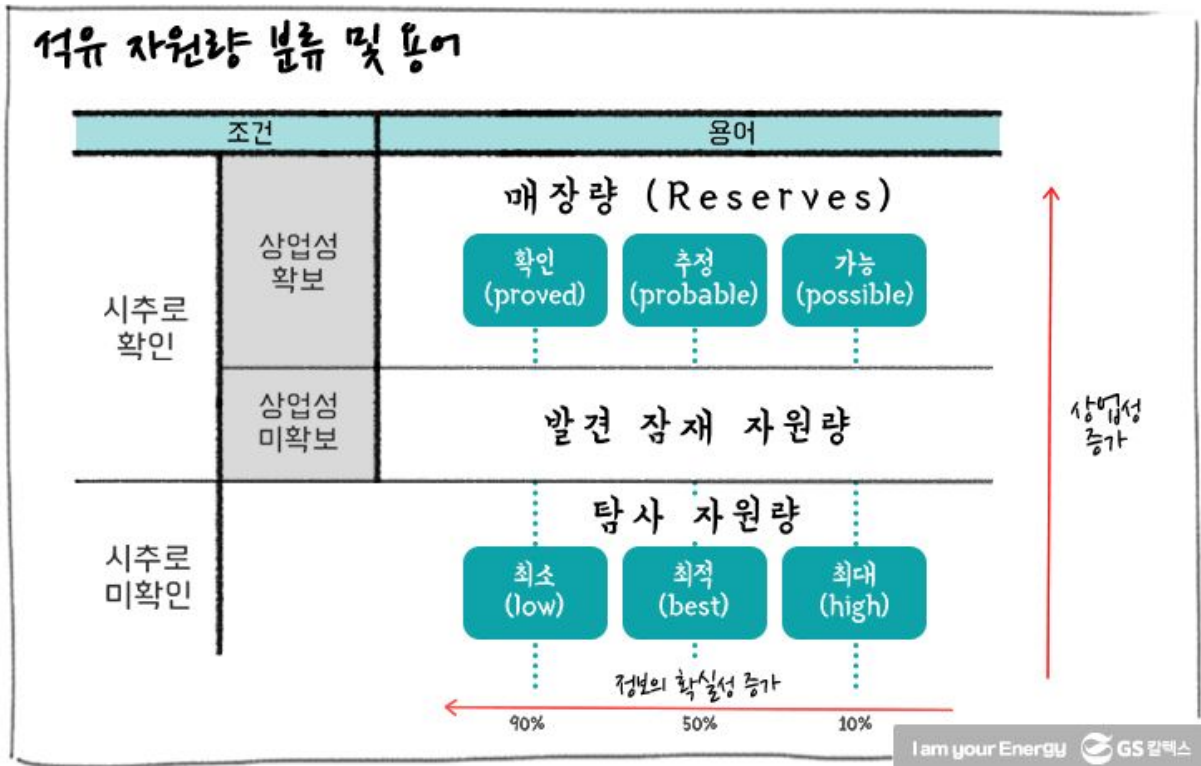 석유 자원량 분류 및 용어
조건
용어
시추로
확인
상업성
확보
매장량 (Reserves)
확인
(proved)
추정
(probable)
가능
(possible)
상업성
미확보
발견 잠재 자원량
시추로
미확인
탐사 자원량
최소
(low)
최적
(best)
최대
(high)
상업성
증가
정보의 확실성 증가
90%
50%
10%
I am your Energy GS 칼텍스